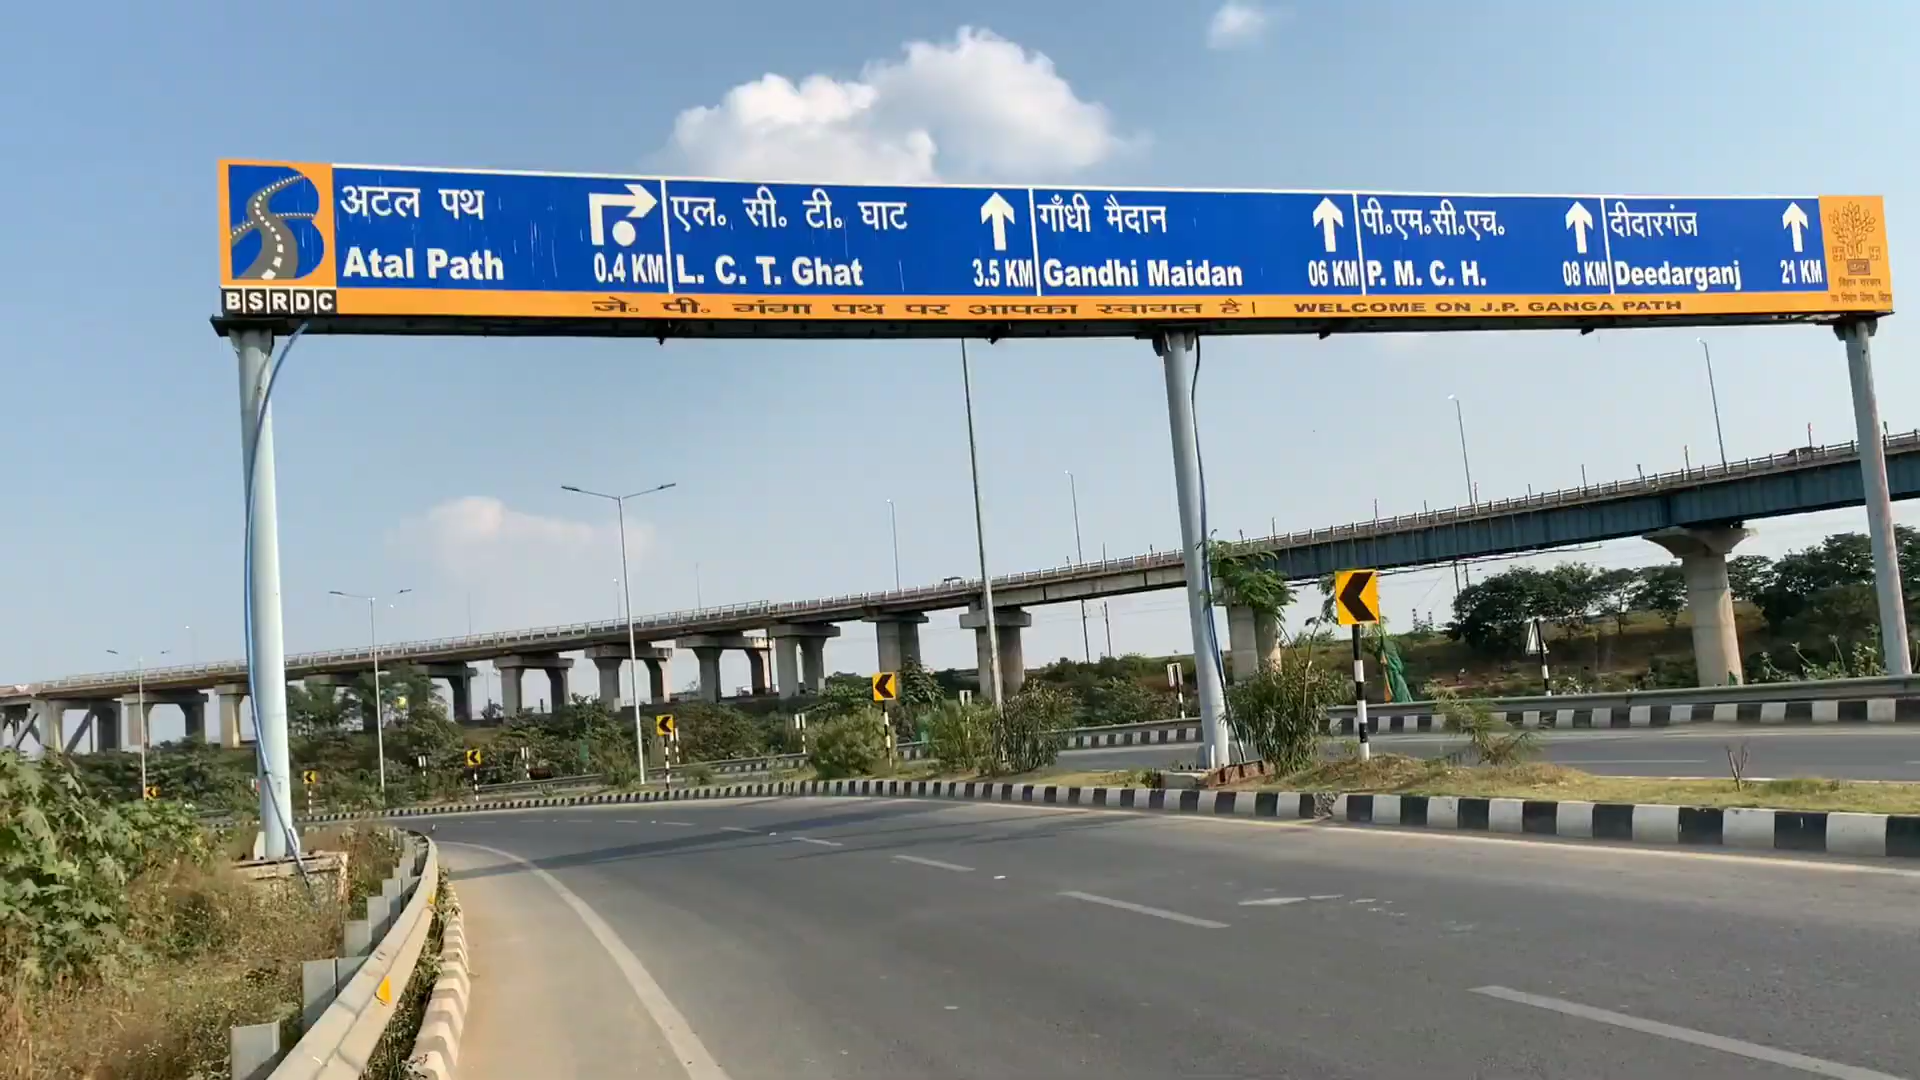 BSRDC
अटल पथ
Atal Path
0.4 KM
एल॰ सी॰ टी॰ घाट
L. C. T. Ghat
3.5 KM
गाँधी मैदान
Gandhi Maidan
06 KM
पी॰एम॰सी॰एच॰
P. M. C. H.
08 KM
दीदारगंज
Deedarganj
21 KM
जे॰ पी॰ गंगा पथ पर आपका स्वागत है। WELCOME ON J.P. GANGA PATH
बिहार सरकार